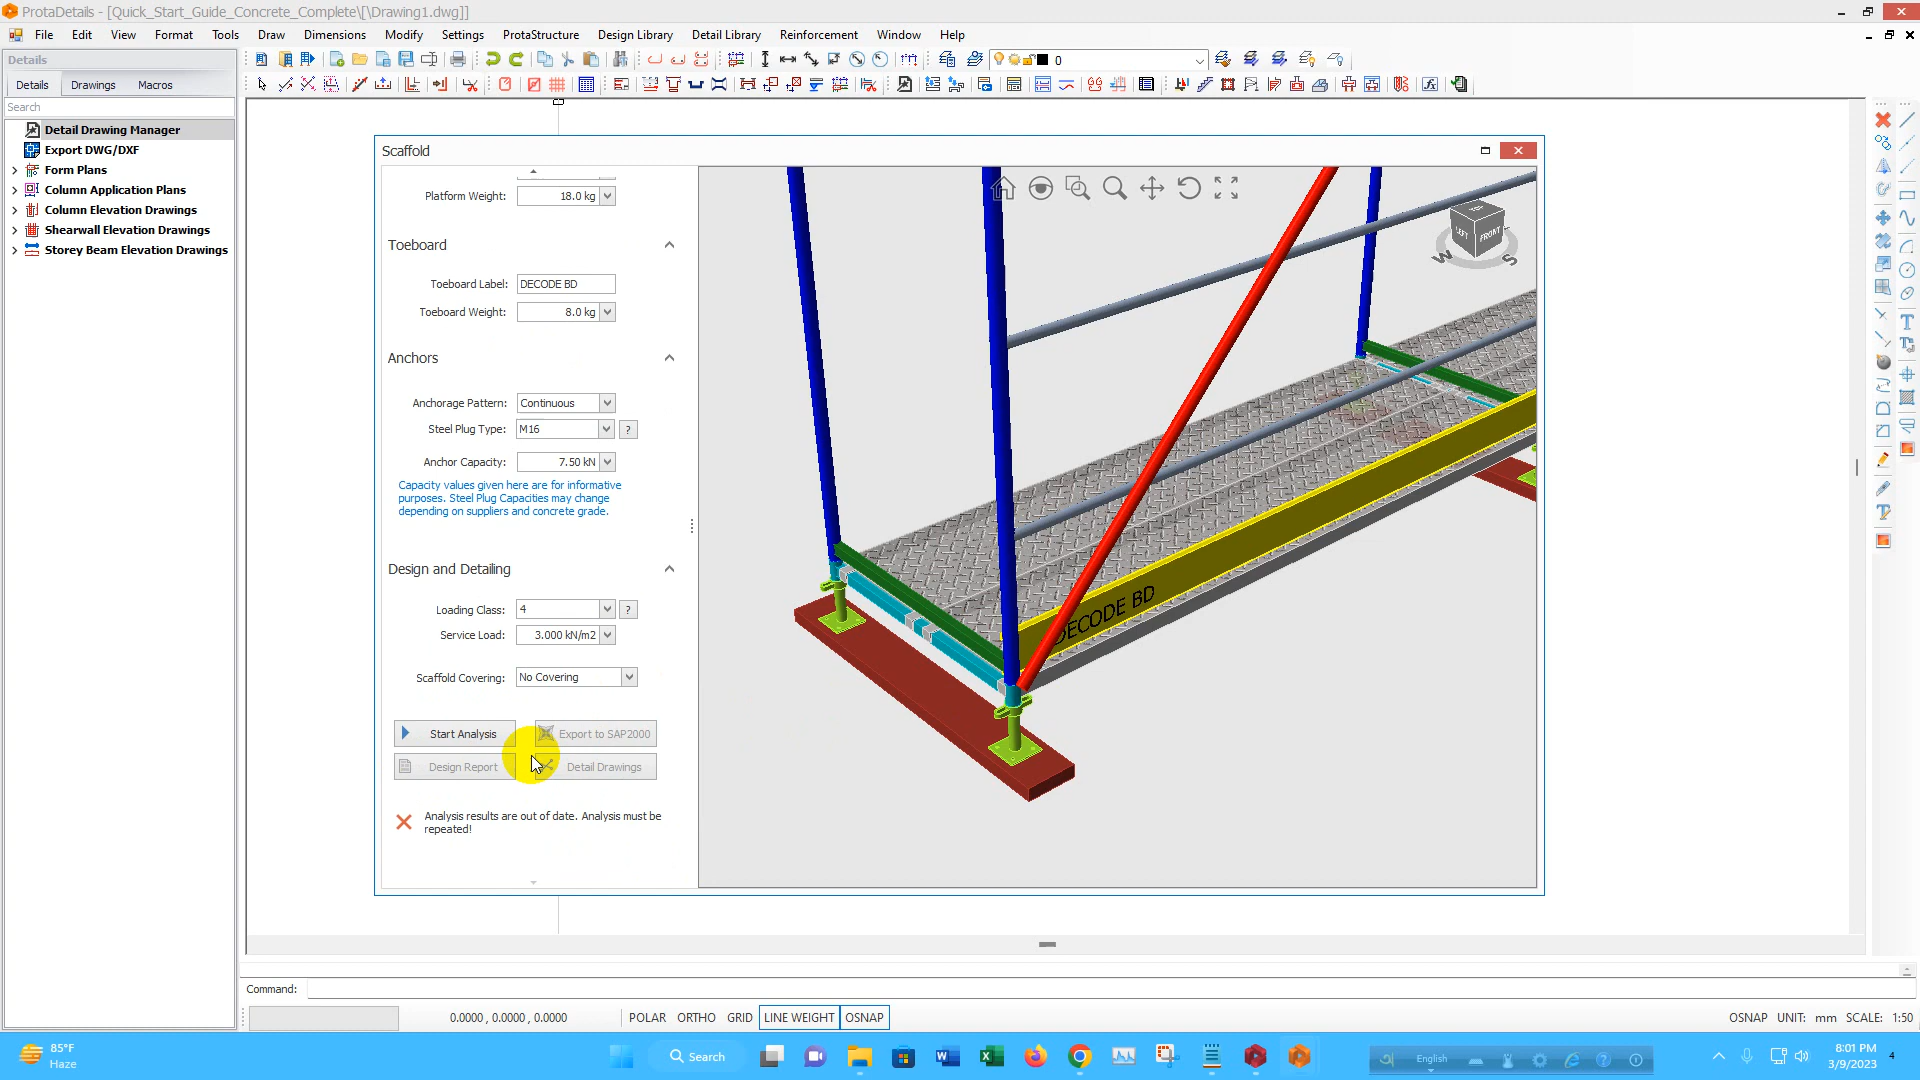 ProtaDetails - [Quick_Start_Guide_Concrete_Complete\[\Drawing1.dwg]]
File Edit View Format Tools Draw Dimensions Modify Settings ProtaStructure Design Library Detail Library Reinforcement Window Help
Details
0
Details Drawings Macros
Search
Detail Drawing Manager
Export DWG/DXF
Form Plans
Column Application Plans
Column Elevation Drawings
Shearwall Elevation Drawings
Storey Beam Elevation Drawings
Scaffold
Platform Weight: 18.0 kg
Toeboard
Toeboard Label: DECODE BD
Toeboard Weight: 8.0 kg
Anchors
Anchorage Pattern: Continuous
Steel Plug Type: M16 ?
Anchor Capacity: 7.50 kN
Capacity values given here are for informative
purposes. Steel Plug Capacities may change
depending on suppliers and concrete grade.
Design and Detailing
Loading Class: 4 ?
Service Load: 3.000 kN/m2
Scaffold Covering: No Covering
Start Analysis Export to SAP2000
Design Report Detail Drawings
Analysis results are out of date. Analysis must be
repeated!
TOP
LEFT FRONT
W S
DECODE BD
Command:
0.0000 , 0.0000 , 0.0000 POLAR ORTHO GRID LINE WEIGHT OSNAP
OSNAP UNIT: mm SCALE: 1:50
85°F
Haze
Search
English
8:01 PM
3/9/2023
4